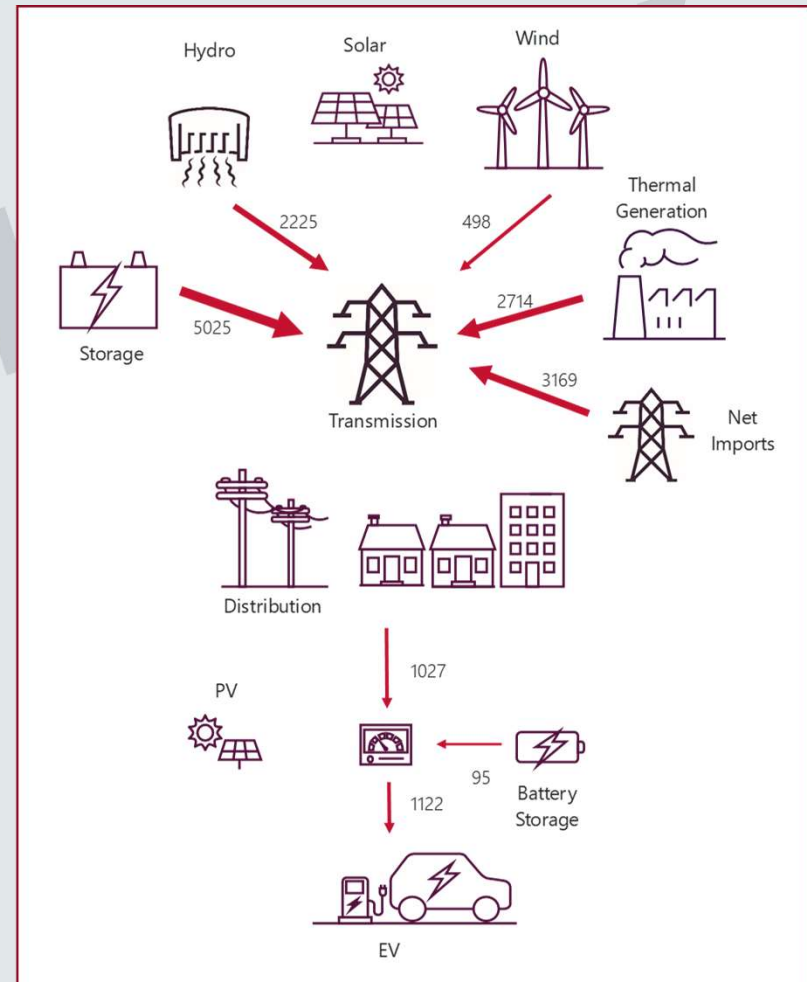 Hydro
Solar
Wind
Thermal
Generation
2225
498
2714
5025
Storage
3169
Transmission
Net
Imports
Distribution
1027
PV
95
Battery
Storage
1122
EV